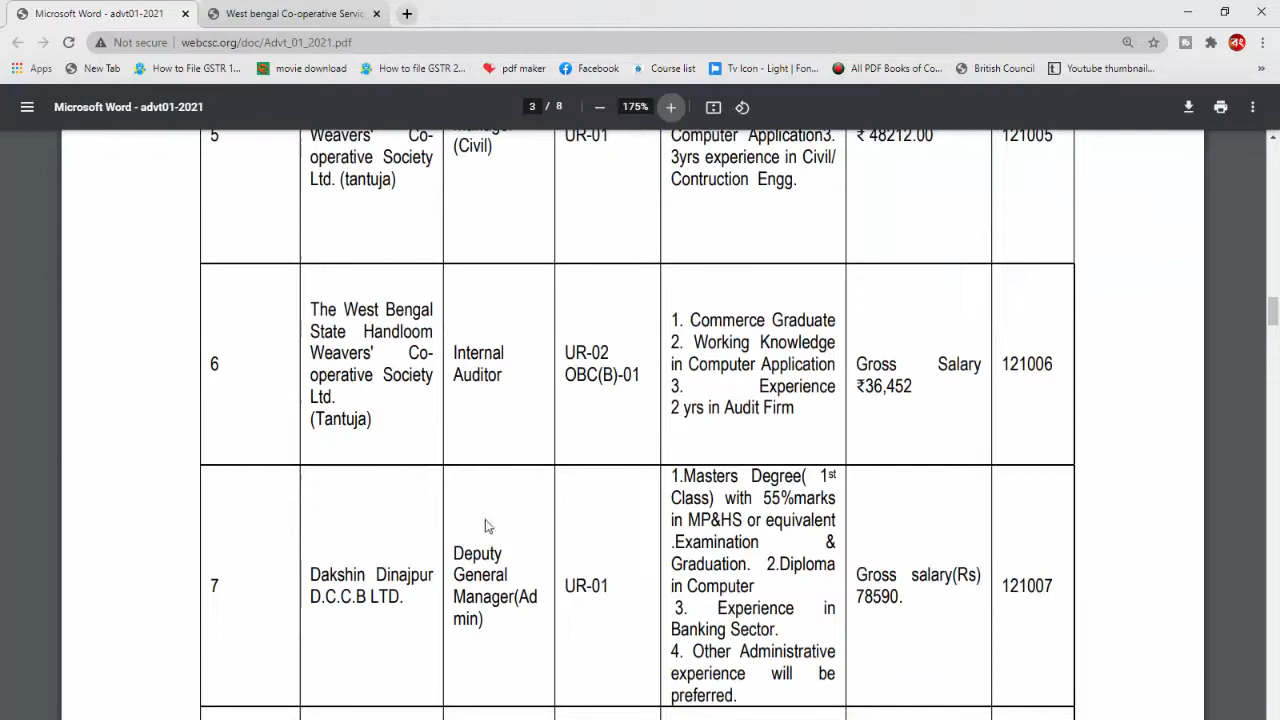 Microsoft Word - advt01-2021
West bengal Co-operative Servic
Not secure
webcsc.org/doc/Advt_01_2021.pdf
Apps
New Tab
How to File GSTR 1...
movie download
How to file GSTR 2...
pdf maker
Facebook
Course list
Tv Icon - Light | Fon...
All PDF Books of Co...
British Council
Youtube thumbnail...
Microsoft Word - advt01-2021
3 / 8
175%
5
Weavers' Co-
operative Society
Ltd. (tantuja)
(Civil)
UR-01
Computer Application3.
3yrs experience in Civil/
Contruction Engg.
₹ 48212.00
121005
6
The West Bengal
State Handloom
Weavers' Co-
operative Society
Ltd.
(Tantuja)
Internal
Auditor
UR-02
OBC(B)-01
1. Commerce Graduate
2. Working Knowledge
in Computer Application
3. Experience
2 yrs in Audit Firm
Gross Salary
₹36,452
121006
7
Dakshin Dinajpur
D.C.C.B LTD.
Deputy
General
Manager(Ad
min)
UR-01
1.Masters Degree( 1st
Class) with 55%marks
in MP&HS or equivalent
.Examination &
Graduation. 2.Diploma
in Computer
3. Experience in
Banking Sector.
4. Other Administrative
experience will be
preferred.
Gross salary(Rs)
78590.
121007